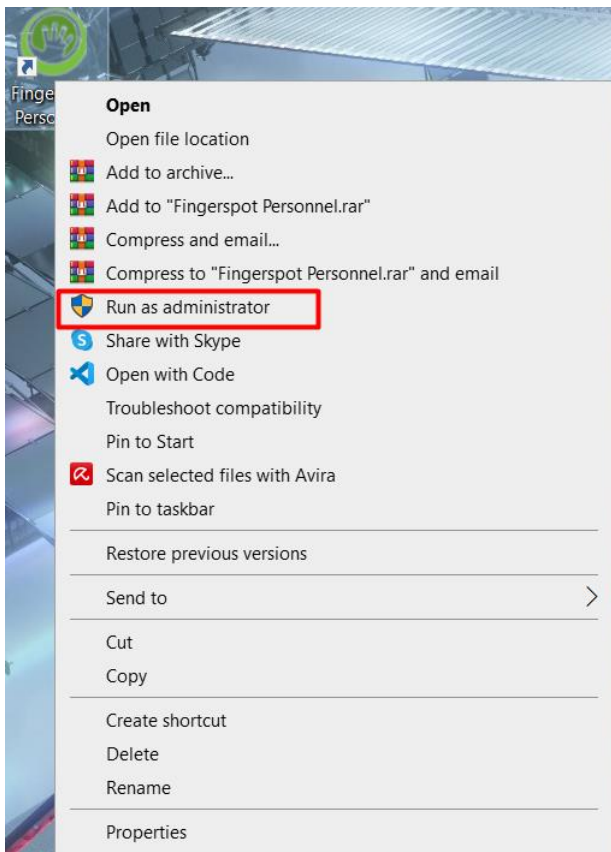 Finge
Perso
Open
Open file location
Add to archive...
Add to "Fingerspot Personnel.rar"
Compress and email...
Compress to "Fingerspot Personnel.rar" and email
Run as administrator
Share with Skype
Open with Code
Troubleshoot compatibility
Pin to Start
Scan selected files with Avira
Pin to taskbar
Restore previous versions
Send to
Cut
Copy
Create shortcut
Delete
Rename
Properties